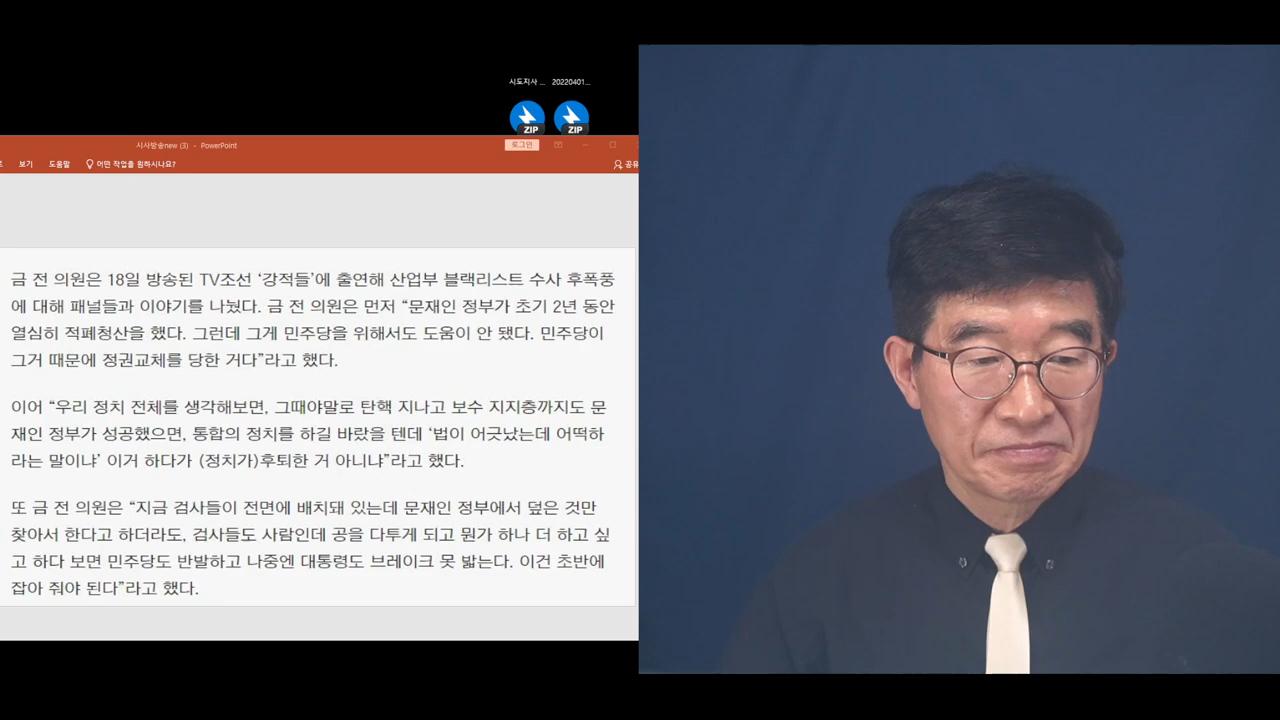 시도지사 ... 20220401...
ZIP ZIP
시사방송new (3) - PowerPoint
로그인
보기 도움말 어떤 작업을 원하시나요? 공유
금 전 의원은 18일 방송된 TV조선 ‘강적들’에 출연해 산업부 블랙리스트 수사 후폭풍
에 대해 패널들과 이야기를 나눴다. 금 전 의원은 먼저 “문재인 정부가 초기 2년 동안
열심히 적폐청산을 했다. 그런데 그게 민주당을 위해서도 도움이 안 됐다. 민주당이
그거 때문에 정권교체를 당한 거다”라고 했다.
이어 “우리 정치 전체를 생각해보면, 그때야말로 탄핵 지나고 보수 지지층까지도 문
재인 정부가 성공했으면, 통합의 정치를 하길 바랐을 텐데 ‘법이 어긋났는데 어떡하
라는 말이냐’ 이거 하다가 (정치가)후퇴한 거 아니냐”라고 했다.
또 금 전 의원은 “지금 검사들이 전면에 배치돼 있는데 문재인 정부에서 덮은 것만
찾아서 한다고 하더라도, 검사들도 사람인데 공을 다투게 되고 뭔가 하나 더 하고 싶
고 하다 보면 민주당도 반발하고 나중엔 대통령도 브레이크 못 밟는다. 이건 초반에
잡아 줘야 된다”라고 했다.